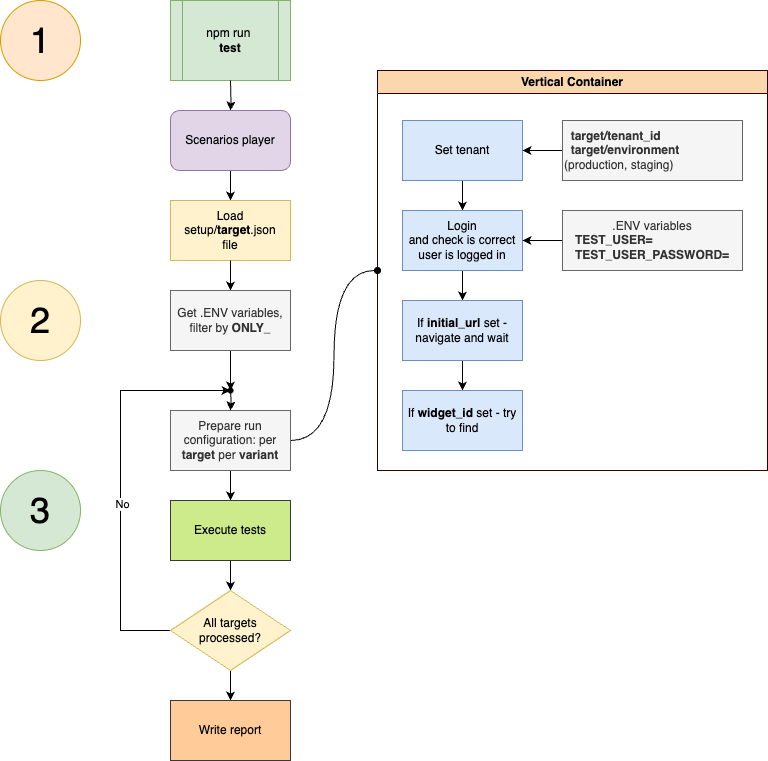 1
npm run
test
Scenarios player
Load
setup/target.json
file
2
Get .ENV variables,
filter by ONLY_
Prepare run
configuration: per
target per variant
3
No
Execute tests
All targets
processed?
Write report
Vertical Container
Set tenant
target/tenant_id
target/environment
(production, staging)
Login
and check is correct
user is logged in
.ENV variables
TEST_USER=
TEST_USER_PASSWORD=
If initial_url set -
navigate and wait
If widget_id set - try
to find